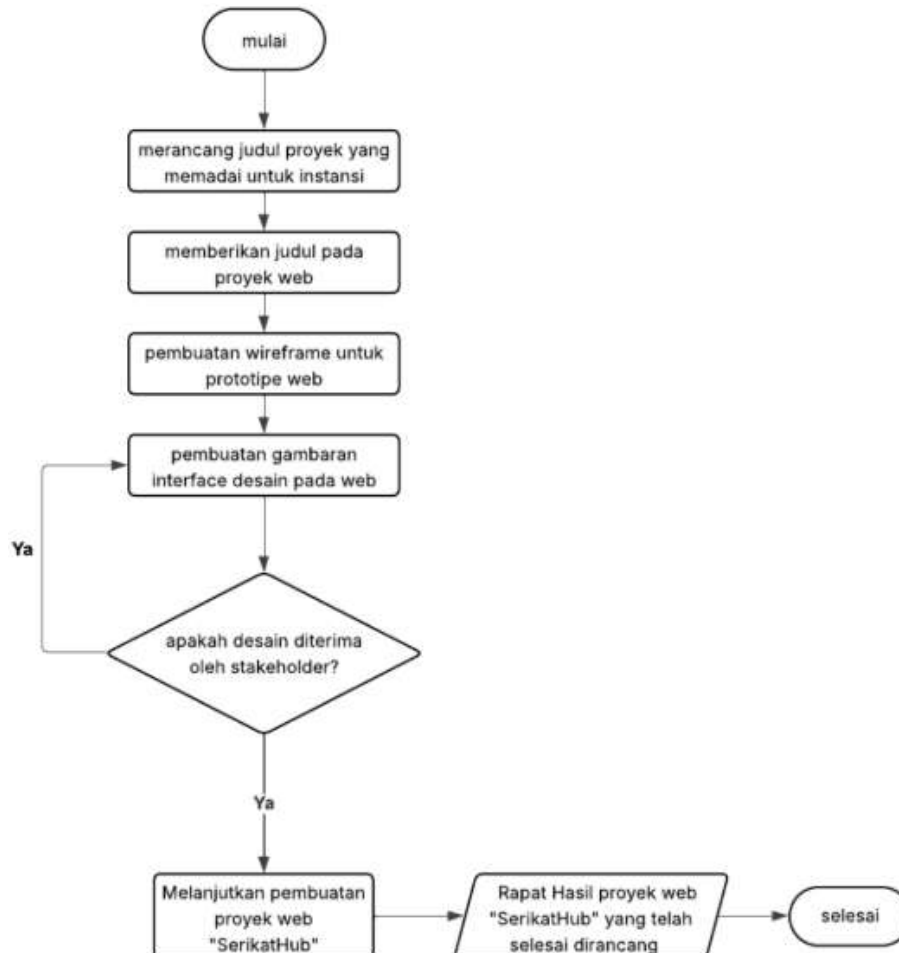 mulai
merancang judul proyek yang
memadai untuk instansi
memberikan judul pada
proyek web
pembuatan wireframe untuk
prototipe web
pembuatan gambaran
interface desain pada web
Ya
apakah desain diterima
oleh stakeholder?
Ya
Melanjutkan pembuatan
proyek web
"SerikatHub"
Rapat Hasil proyek web
"SerikatHub" yang telah
selesai dirancang
selesai